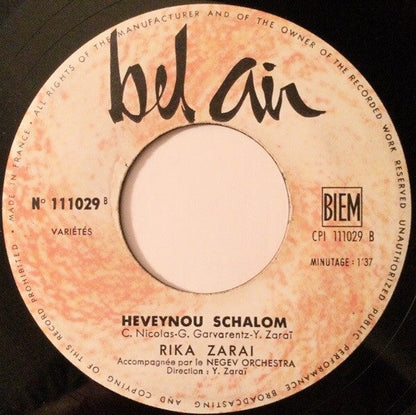 bel air
Nº 111029 B
VARIÉTÉS
BIEM
CPI 111029 B
MINUTAGE : 1'37
HEVEYNOU SCHALOM
C. Nicolas-G. Garvarentz-Y. Zaraï
RIKA ZARAI
Accompagnée par le NEGEV ORCHESTRA
Direction : Y. Zaraï
• MADE IN FRANCE • ALL RIGHTS OF THE MANUFACTURER AND OF THE OWNER OF THE RECORDED WORK RESERVED UNAUTHORIZED PUBLIC PERFORMANCE BROADCASTING AND COPYING OF THIS RECORD PROHIBITED